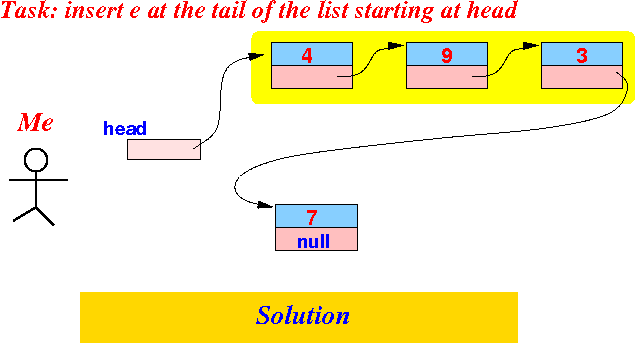 Task: insert e at the tail of the list starting at head
4 9 3
Me
head
7
null
Solution